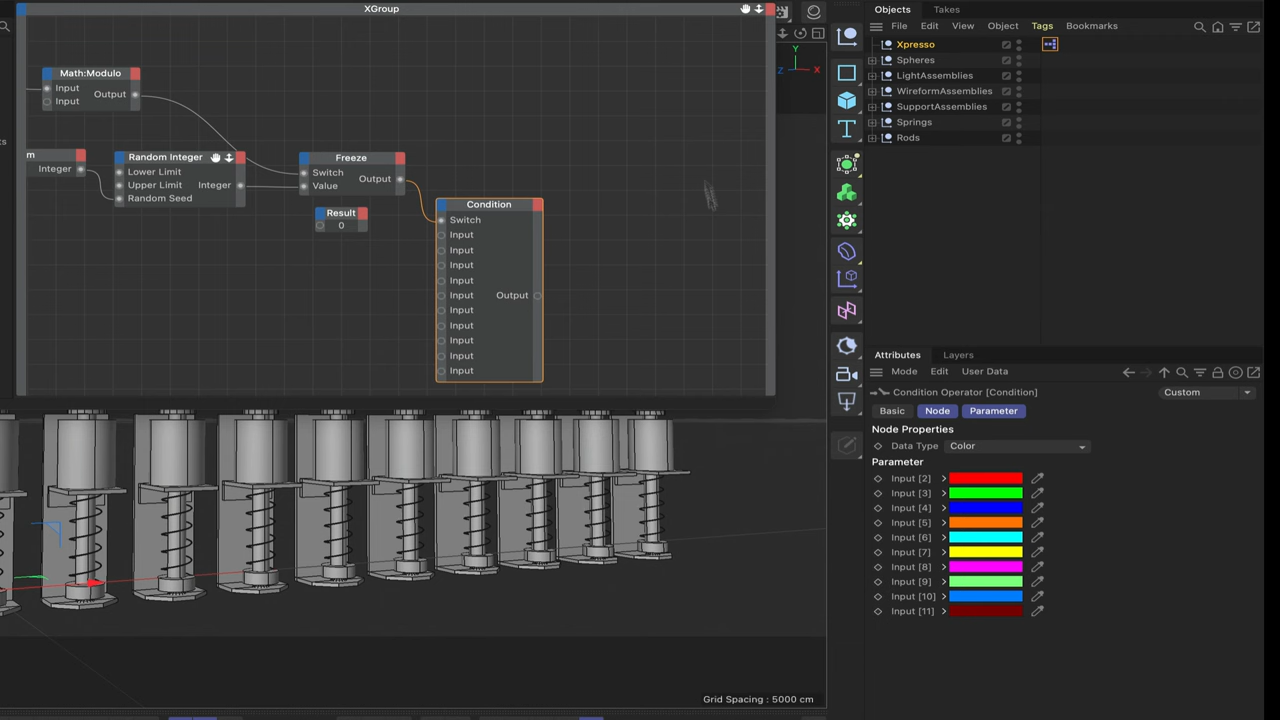 XGroup
Math:Modulo
Input
Output
Input
m
Integer
Random Integer
Lower Limit
Upper Limit
Integer
Random Seed
Freeze
Switch
Output
Value
Result
0
Condition
Switch
Input
Input
Input
Input
Input
Output
Input
Input
Input
Input
Input
ts
Y
Z
X
Grid Spacing : 5000 cm
Objects
Takes
File
Edit
View
Object
Tags
Bookmarks
Xpresso
Spheres
LightAssemblies
WireformAssemblies
SupportAssemblies
Springs
Rods
Attributes
Layers
Mode
Edit
User Data
Condition Operator [Condition]
Custom
Basic
Node
Parameter
Node Properties
Data Type
Color
Parameter
Input [2]
Input [3]
Input [4]
Input [5]
Input [6]
Input [7]
Input [8]
Input [9]
Input [10]
Input [11]